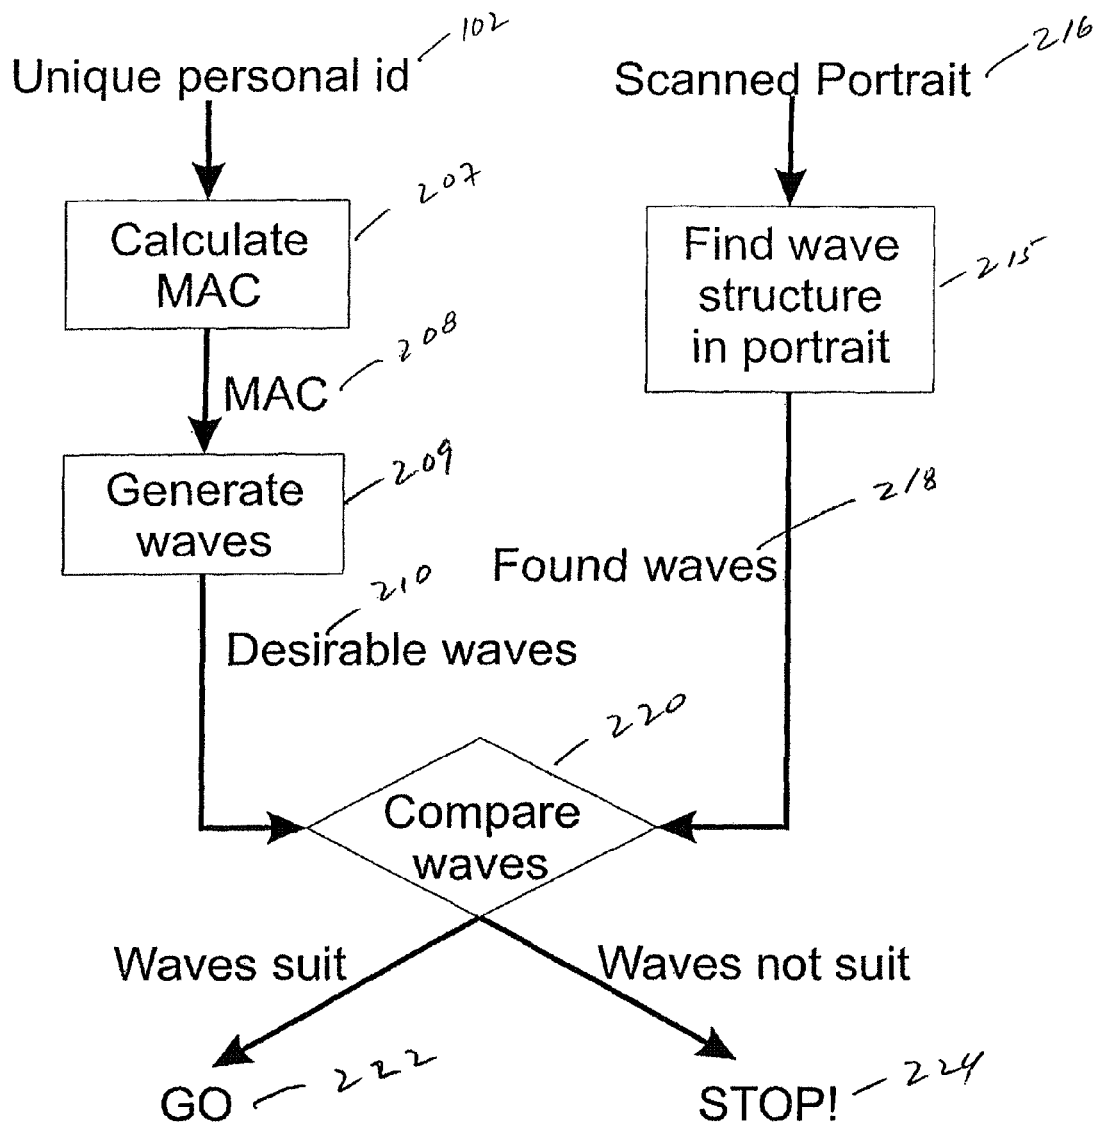 102
Unique personal id
216
Scanned Portrait
207
Calculate
MAC
215
Find wave
structure
in portrait
208
MAC
209
Generate
waves
218
Found waves
210
Desirable waves
220
Compare
waves
Waves suit
Waves not suit
GO
222
STOP!
224